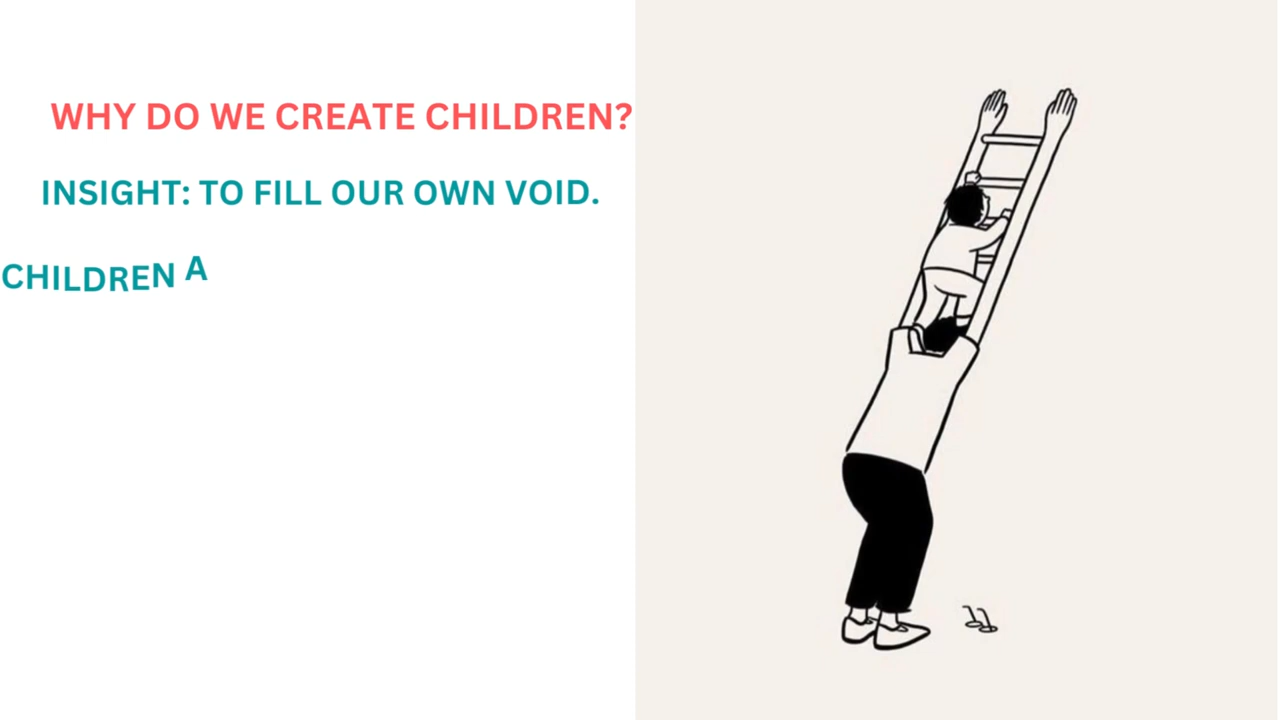 WHY DO WE CREATE CHILDREN?
INSIGHT: TO FILL OUR OWN VOID.
CHILDREN A